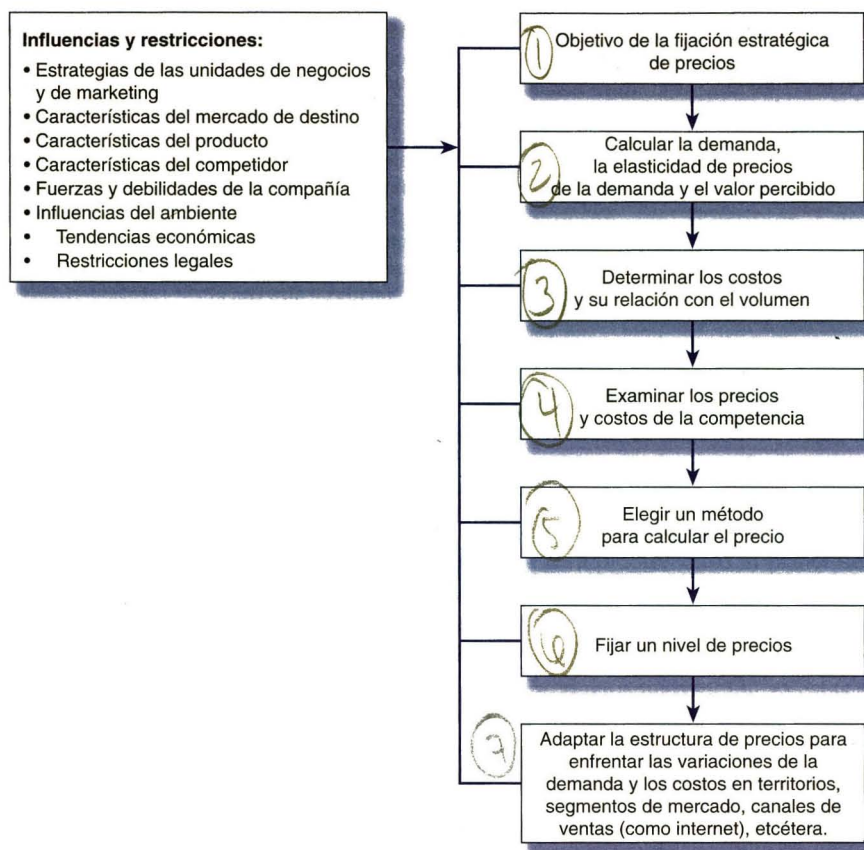 Influencias y restricciones:
• Estrategias de las unidades de negocios
y de marketing
• Características del mercado de destino
• Características del producto
• Características del competidor
• Fuerzas y debilidades de la compañía
• Influencias del ambiente
• Tendencias económicas
Restricciones legales
1
Objetivo de la fijación estratégica
de precios
2
Calcular la demanda,
la elasticidad de precios
de la demanda y el valor percibido
3
Determinar los costos
y su relación con el volumen
4
Examinar los precios
y costos de la competencia
5
Elegir un método
para calcular el precio
6
Fijar un nivel de precios
7
Adaptar la estructura de precios para
enfrentar las variaciones de la
demanda y los costos en territorios,
segmentos de mercado, canales de
ventas (como internet), etcétera.